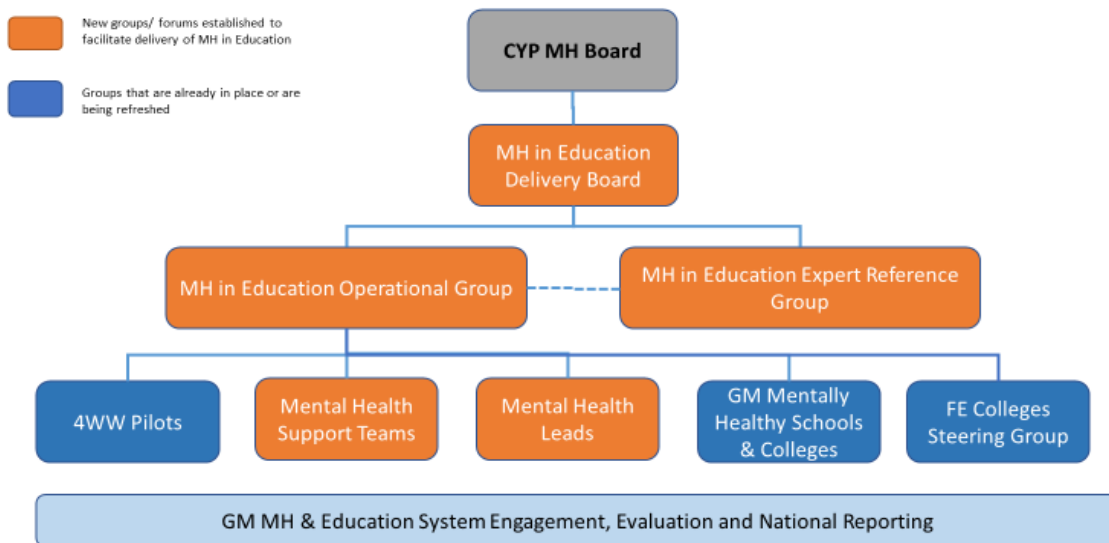 New groups/ forums established to
facilitate delivery of MH in Education
Groups that are already in place or are
being refreshed
CYP MH Board
MH in Education
Delivery Board
MH in Education Operational Group
MH in Education Expert Reference
Group
4WW Pilots
Mental Health
Support Teams
Mental Health
Leads
GM Mentally
Healthy Schools
& Colleges
FE Colleges
Steering Group
GM MH & Education System Engagement, Evaluation and National Reporting